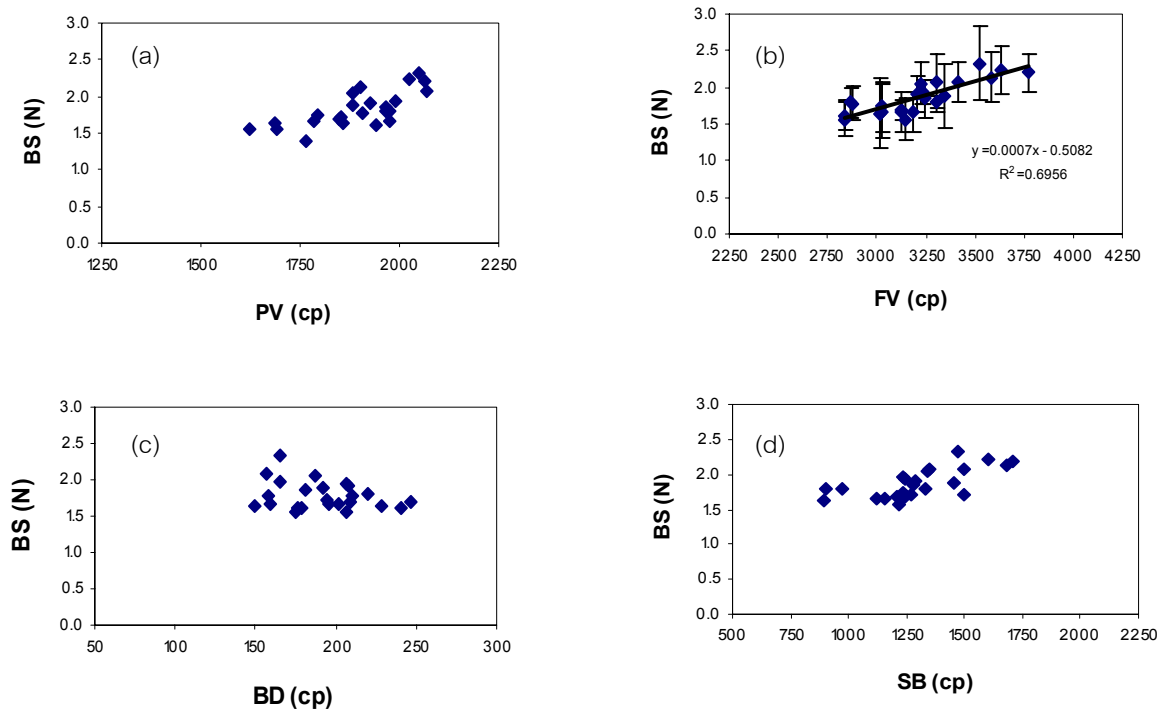 (a)
BS (N)
3.0
2.5
2.0
1.5
1.0
0.5
0.0
1250 1500 1750 2000 2250
PV (cp)
(b)
BS (N)
3.0
2.5
2.0
1.5
1.0
0.5
0.0
y =0.0007x - 0.5082
R² =0.6956
2250 2500 2750 3000 3250 3500 3750 4000 4250
FV (cp)
(c)
BS (N)
3.0
2.5
2.0
1.5
1.0
0.5
0.0
50 100 150 200 250 300
BD (cp)
(d)
BS (N)
3.0
2.5
2.0
1.5
1.0
0.5
0.0
500 750 1000 1250 1500 1750 2000 2250
SB (cp)